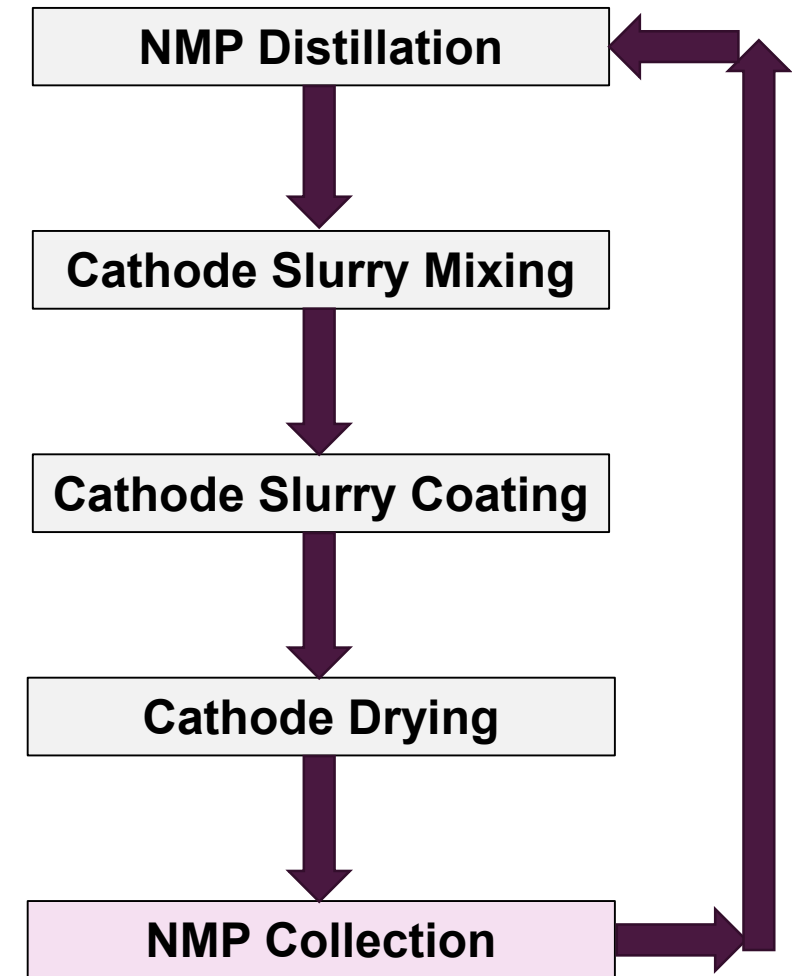 NMP Distillation
Cathode Slurry Mixing
Cathode Slurry Coating
Cathode Drying
NMP Collection